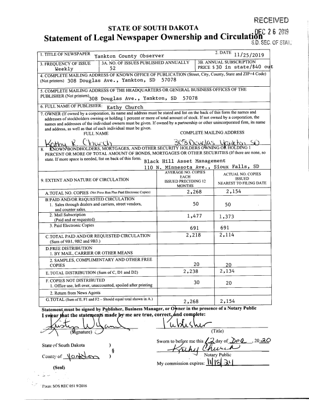 RECEIVED
DEC 26 2019
S.D. SEC. OF STATE
STATE OF SOUTH DAKOTA
Statement of Legal Newspaper Ownership and Circulation
1. TITLE OF NEWSPAPER Yankton County Observer
2. DATE 11/25/2019
3. FREQUENCY OF ISSUE Weekly
3A. NO. OF ISSUES PUBLISHED ANNUALLY 52
3B. ANNUAL SUBSCRIPTION PRICE $ 30 in state/$40 out
4. COMPLETE MAILING ADDRESS OF KNOWN OFFICE OF PUBLICATION (Street, City, County, State and ZIP+4 Code)
(Not printers) 308 Douglas Ave., Yankton, SD 57078
5. COMPLETE MAILING ADDRESS OF THE HEADQUARTERS OR GENERAL BUSINESS OFFICES OF THE
PUBLISHER (Not printers) 308 Douglas Ave., Yankton, SD 57078
6. FULL NAME OF PUBLISHER: Kathy Church
7. OWNER (If owned by a corporation, its name and address must be stated and list on the back of this form the names and
addresses of stockholders owning or holding 1 percent or more of total amount of stock. If not owned by a corporation, the
names and addresses of the individual owners must be given. If owned by a partnership or other unincorporated firm, its name
and address, as well as that of each individual must be given.
FULL NAME COMPLETE MAILING ADDRESS
Kathy K Church 308 Douglas Yankton SD
8. KNOWN BONDHOLDERS, MORTGAGEES, AND OTHER SECURITY HOLDERS OWNING OR HOLDING 1
PERCENT OR MORE OF TOTAL AMOUNT OF BONDS, MORTGAGES OR OTHER SECURITIES (If there are none, so
state. If more space is needed, list on back of this form.
Black Hill Asset Management
110 N. Minnesota Ave., Sioux Falls, SD
9. EXTENT AND NATURE OF CIRCULATION
AVERAGE NO. COPIES EACH ISSUED PRECEDING 12 MONTHS
ACTUAL NO. COPIES ISSUED NEAREST TO FILING DATE
A. TOTAL NO. COPIES (Net Press Run Plus Paid Electronic Copies) 2,268 2,154
B. PAID AND/OR REQUESTED CIRCULATION
1. Sales through dealers and carriers, street vendors, and counter sales 50 50
2. Mail Subscription (Paid and or requested) 1,477 1,373
3. Paid Electronic Copies 691 691
C. TOTAL PAID AND/OR REQUESTED CIRCULATION (Sum of 9B1, 9B2 and 9B3.) 2,218 2,114
D. FREE DISTRIBUTION
1. BY MAIL, CARRIER OR OTHER MEANS
2. SAMPLES, COMPLIMENTARY AND OTHER FREE COPIES 20 20
E. TOTAL DISTRIBUTION (Sum of C, D1 and D2) 2,238 2,134
F. COPIES NOT DISTRIBUTED
1. Office use, left over, unaccounted, spoiled after printing 30 20
2. Return from News Agents
G. TOTAL (Sum of E, F1 and F2 - Should equal total shown in A.) 2,268 2,154
Statement must be signed by Publisher, Business Manager, or Owner in the presence of a Notary Public
I swear that the statements made by me are true, correct, and complete:
Publisher
(Signature) (Title)
State of South Dakota )
County of Yankton )
Sworn to before me this day of Dec 20
Kathy Church
Notary Public
My commission expires:
(Seal)
Form: SOS REC 051 9/2016